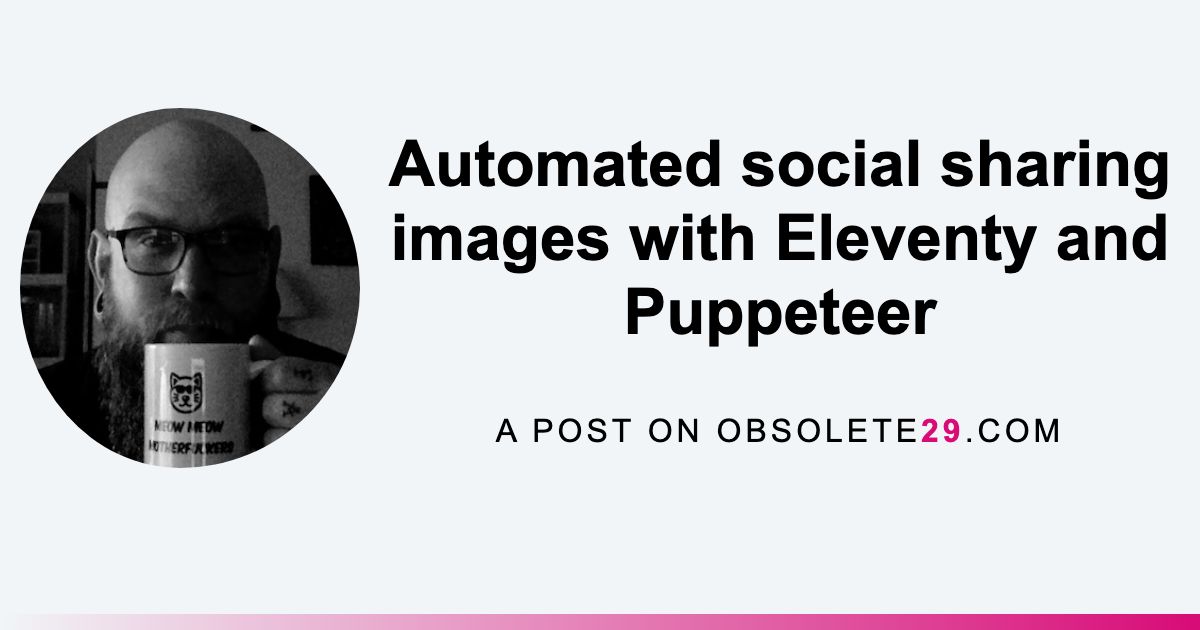 Automated social sharing
images with Eleventy and
Puppeteer
A POST ON OBSOLETE29.COM
MEOW MEOW